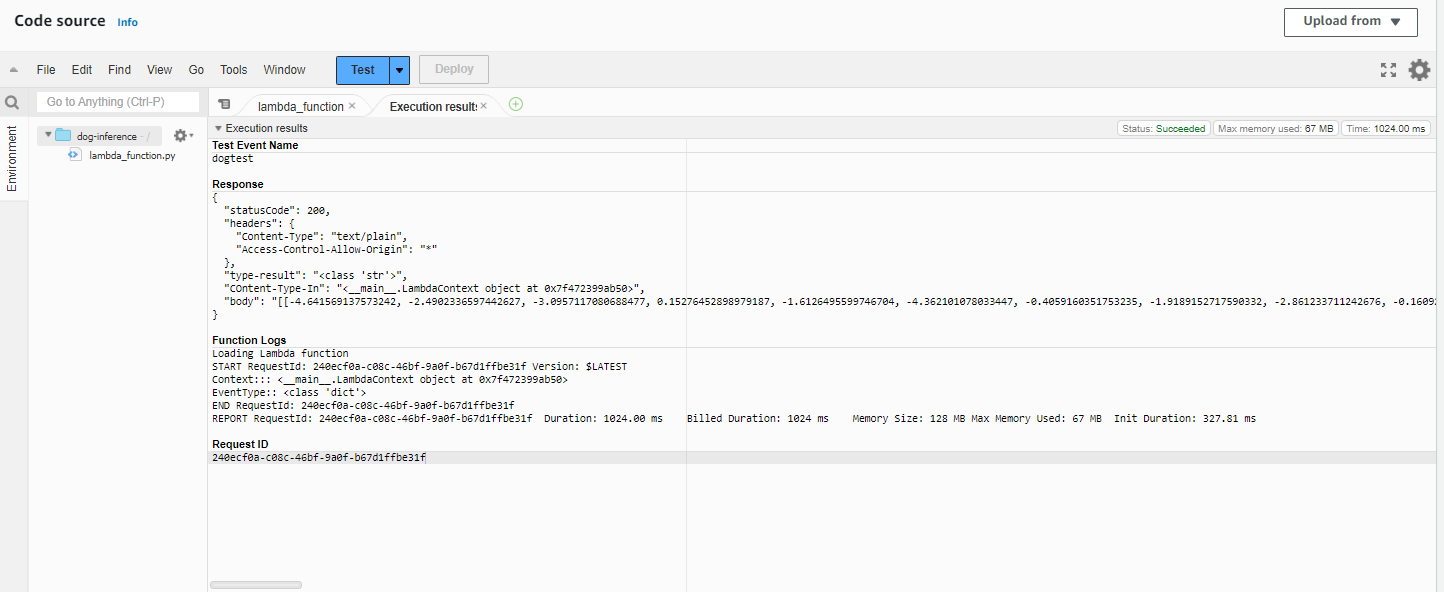 Code source Info
Upload from
File Edit Find View Go Tools Window Test Deploy
Go to Anything (Ctrl-P)
lambda_function
Execution results
Environment
dog-inference - /
lambda_function.py
Execution results
Status: Succeeded
Max memory used: 67 MB
Time: 1024.00 ms
Test Event Name
dogtest
Response
{
"statusCode": 200,
"headers": {
"Content-Type": "text/plain",
"Access-Control-Allow-Origin": "*"
},
"type-result": "<class 'str'>",
"COntent-Type-In": "<__main__.LambdaContext object at 0x7f472399ab50>",
"body": "[[-4.641569137573242, -2.4902336597442627, -3.0957117080688477, 0.15276452898979187, -1.6126495599746704, -4.362101078033447, -0.4059160351753235, -1.9189152717590332, -2.861233711242676, -0.1609
}
Function Logs
Loading Lambda function
START RequestId: 240ecf0a-c08c-46bf-9a0f-b67d1ffbe31f Version: $LATEST
Context::: <__main__.LambdaContext object at 0x7f472399ab50>
EventType:: <class 'dict'>
END RequestId: 240ecf0a-c08c-46bf-9a0f-b67d1ffbe31f
REPORT RequestId: 240ecf0a-c08c-46bf-9a0f-b67d1ffbe31f Duration: 1024.00 ms Billed Duration: 1024 ms Memory Size: 128 MB Max Memory Used: 67 MB Init Duration: 327.81 ms
Request ID
240ecf0a-c08c-46bf-9a0f-b67d1ffbe31f